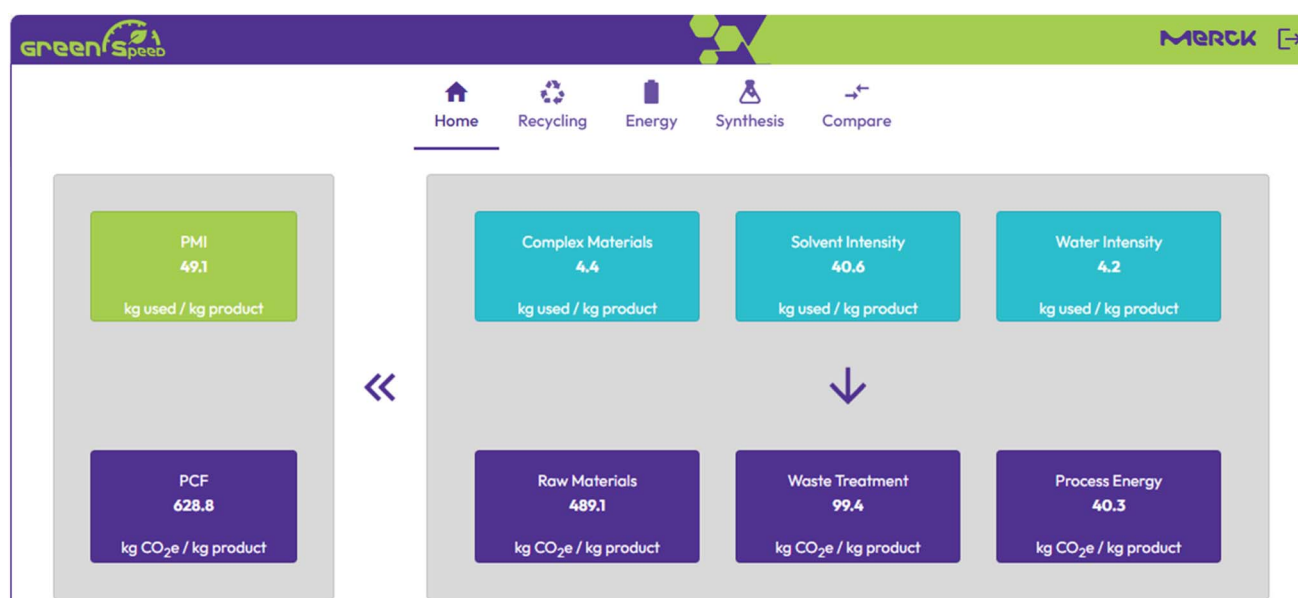 Green Speed
MERCK
Home
Recycling
Energy
Synthesis
Compare
PMI
49.1
kg used / kg product
Complex Materials
4.4
kg used / kg product
Solvent Intensity
40.6
kg used / kg product
Water Intensity
4.2
kg used / kg product
PCF
628.8
kg CO₂e / kg product
Raw Materials
489.1
kg CO₂e / kg product
Waste Treatment
99.4
kg CO₂e / kg product
Process Energy
40.3
kg CO₂e / kg product